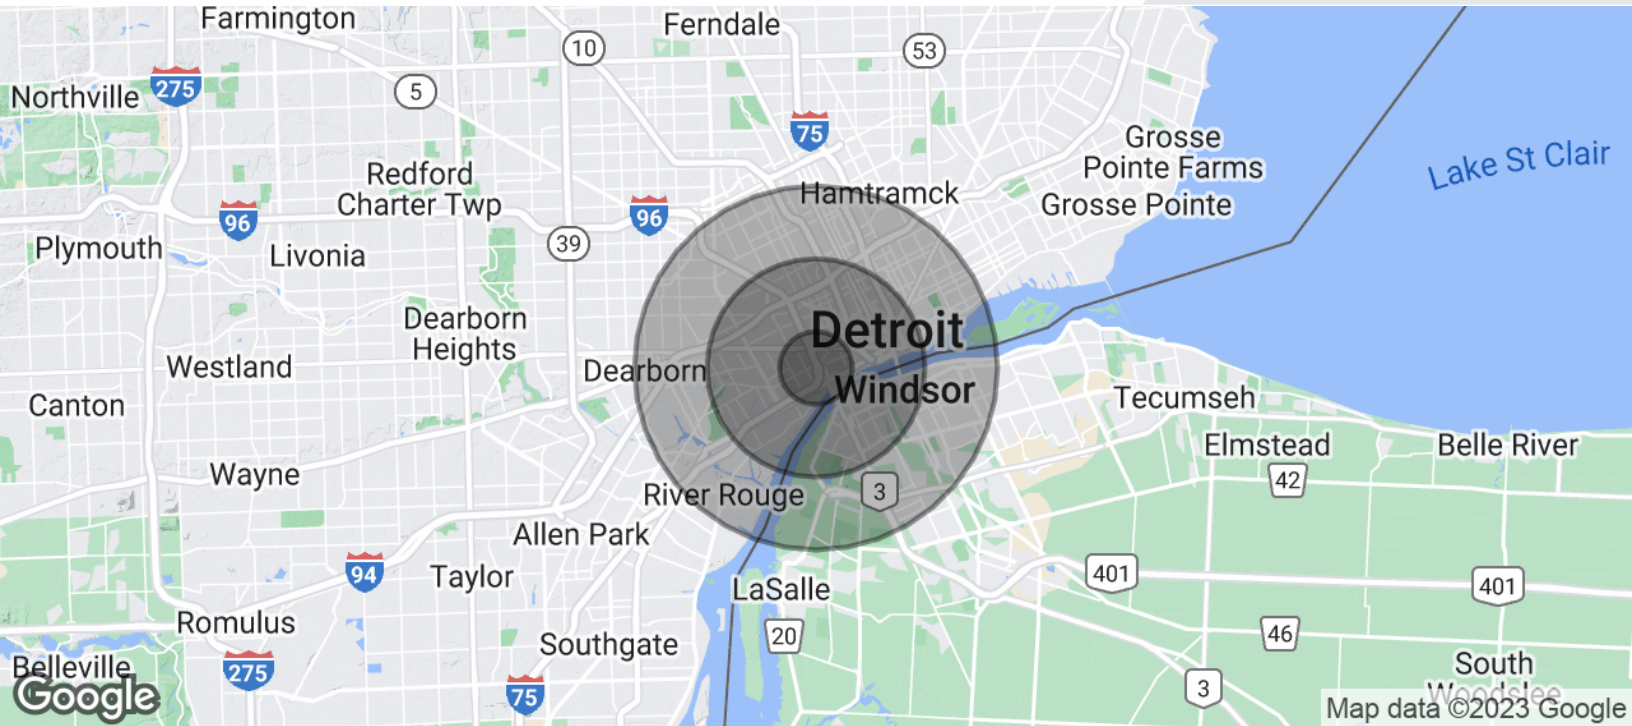 Farmington
Ferndale
10
53
275
5
Northville
75
Grosse
Pointe Farms
Lake St Clair
Redford
Charter Twp
Hamtramck
Grosse Pointe
96
96
39
Plymouth
Livonia
Dearborn
Heights
Detroit
Westland
Dearborn
Windsor
Canton
Tecumseh
Elmstead
Belle River
Wayne
42
River Rouge
3
Allen Park
94
Taylor
401
401
LaSalle
Romulus
20
46
Southgate
Belleville
275
South
Woodslee
75
3
Google
Map data ©2023 Google